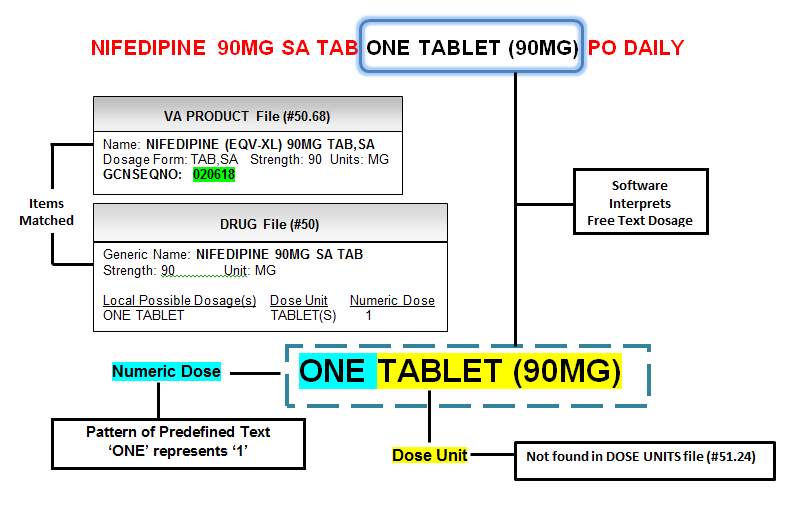 NIFEDIPINE 90MG SA TAB ONE TABLET (90MG) PO DAILY
VA PRODUCT File (#50.68)
Name: NIFEDIPINE (EQV-XL) 90MG TAB,SA
Dosage Form: TAB,SA Strength: 90 Units: MG
GCNSEQNO: 020618
Items
Matched
Software
Interprets
Free Text Dosage
DRUG File (#50)
Generic Name: NIFEDIPINE 90MG SA TAB
Strength: 90 Unit: MG
Local Possible Dosage(s) Dose Unit Numeric Dose
ONE TABLET TABLET(S) 1
Numeric Dose
ONE TABLET (90MG)
Pattern of Predefined Text
‘ONE’ represents ‘1’
Dose Unit
Not found in DOSE UNITS file (#51.24)